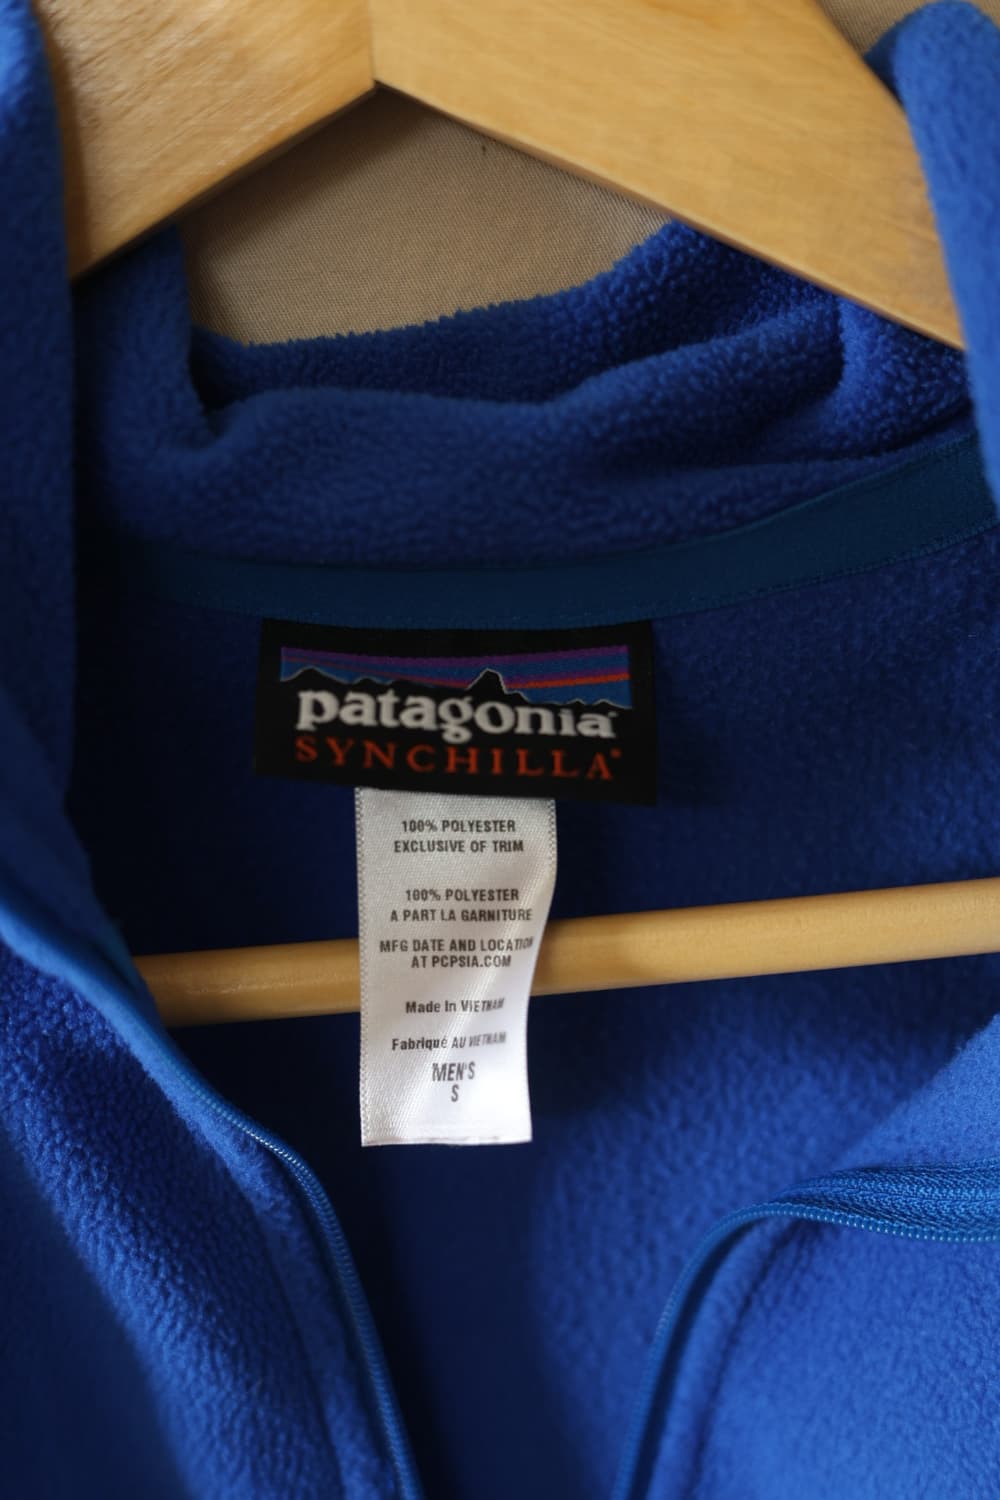 patagonia®
SYNCHILLA®
100% POLYESTER
EXCLUSIVE OF TRIM
100% POLYESTER
A PART LA GARNITURE
MFG DATE AND LOCATION
AT PCPSIA.COM
Made In VIETNAM
Fabriqué AU VIETNAM
MEN'S
S